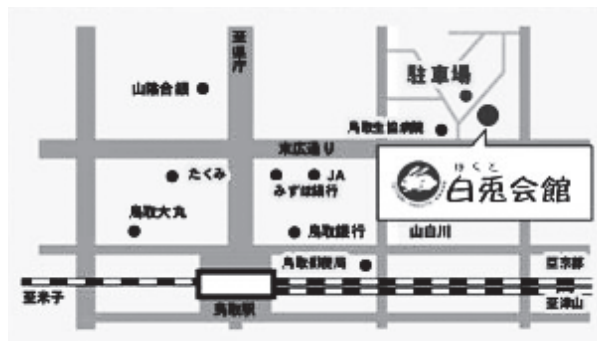 至県庁
駐車場
山陰合銀
鳥取生協病院
末広通り
はくと
白兎会館
たくみ
JA
みずほ銀行
鳥取大丸
鳥取銀行
山白川
鳥取郵便局
至京都
至米子
至津山
鳥取駅